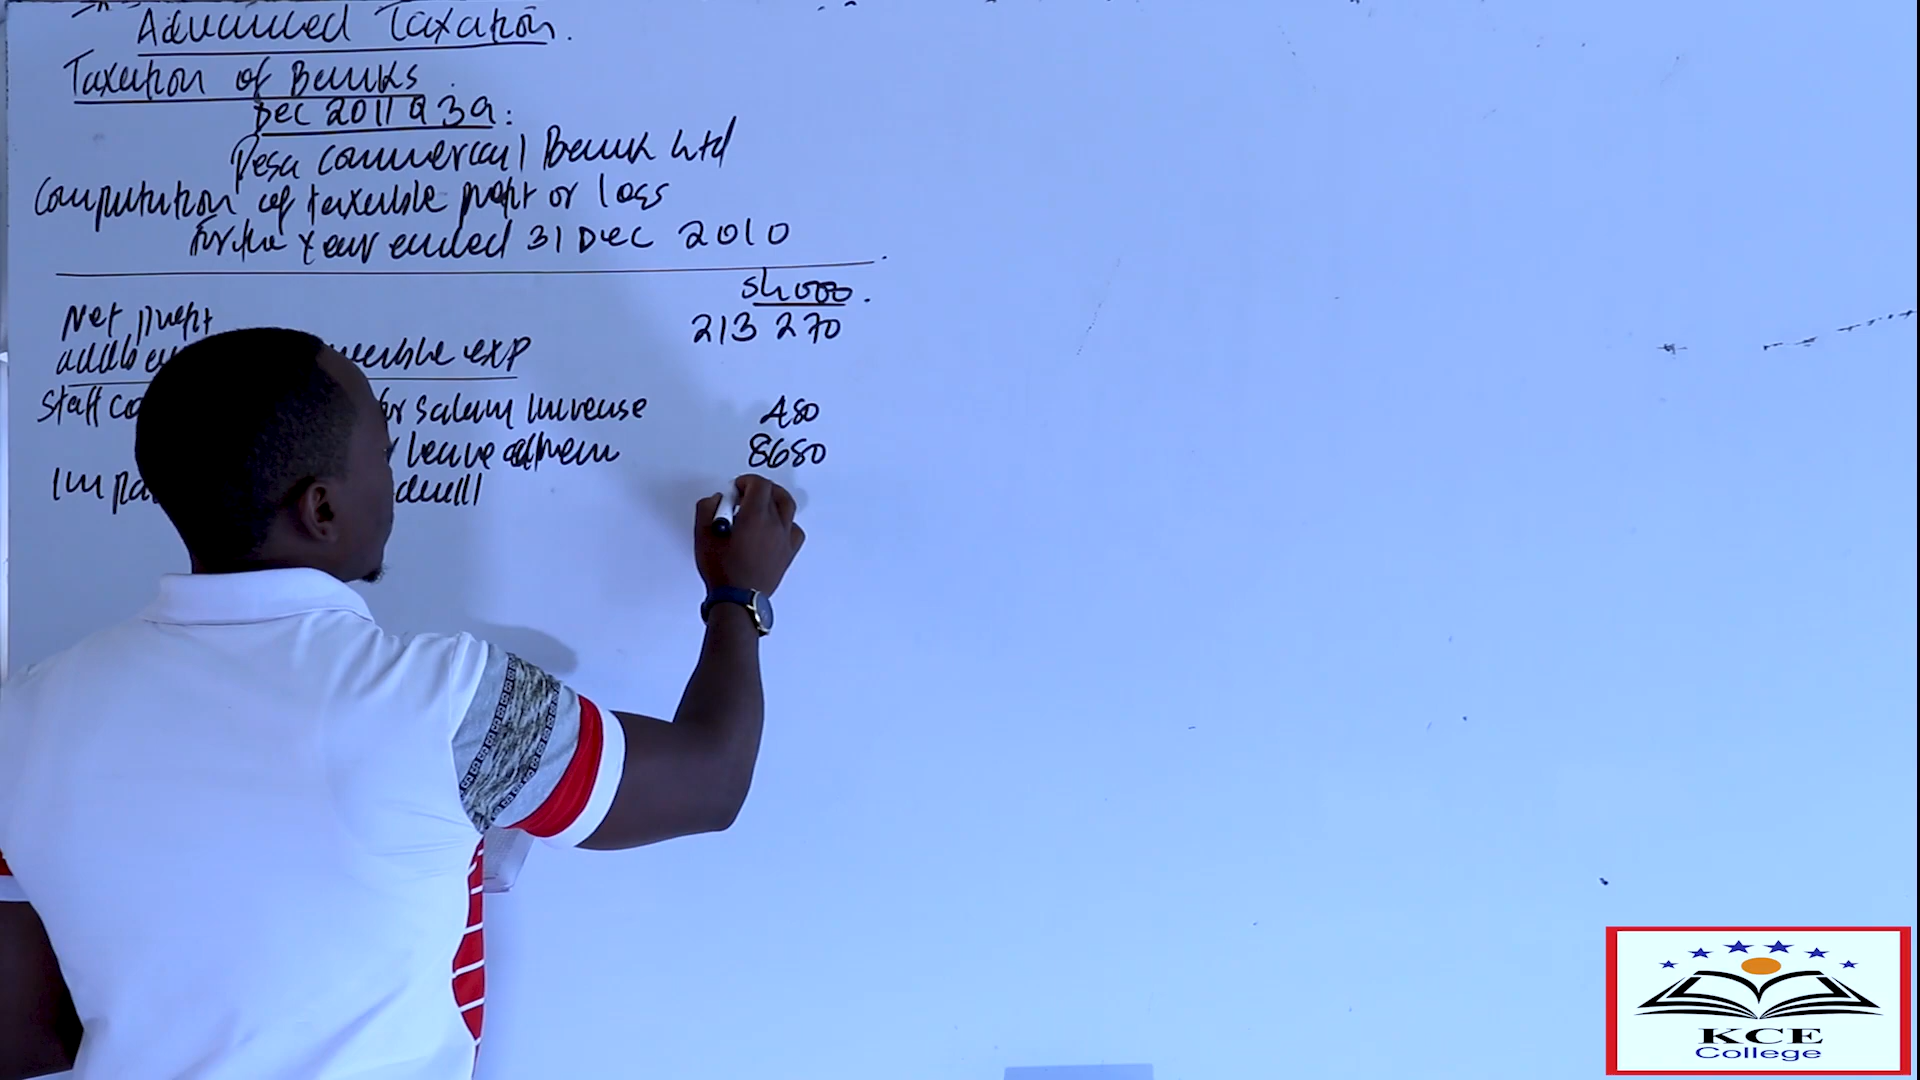 Advanced Taxation.
Taxation of Banks
Dec 2011 Q 3a:
Pesa Commercial Bank Ltd
Computation of taxable profit or loss
for the Year ended 31 Dec 2010
sh 000
Net profit 213 270
exp
Staff salary increase 480
leave 8680
KCE
College